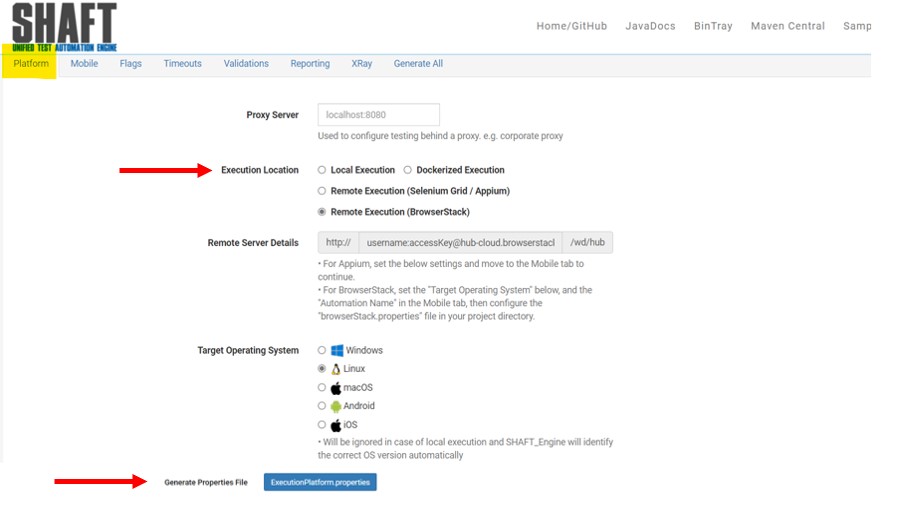 SHAFT
UNIFIED TEST AUTOMATION ENGINE
Home/GitHub JavaDocs BinTray Maven Central Samp
Platform Mobile Flags Timeouts Validations Reporting XRay Generate All
Proxy Server localhost:8080
Used to configure testing behind a proxy. e.g. corporate proxy
Execution Location Local Execution Dockerized Execution
Remote Execution (Selenium Grid / Appium)
Remote Execution (BrowserStack)
Remote Server Details http:// username:accessKey@hub-cloud.browserstacl /wd/hub
• For Appium, set the below settings and move to the Mobile tab to
continue.
• For BrowserStack, set the "Target Operating System" below, and the
"Automation Name" in the Mobile tab, then configure the
"browserStack.properties" file in your project directory.
Target Operating System Windows
Linux
macOS
Android
iOS
• Will be ignored in case of local execution and SHAFT_Engine will identify
the correct OS version automatically
Generate Properties File ExecutionPlatform.properties